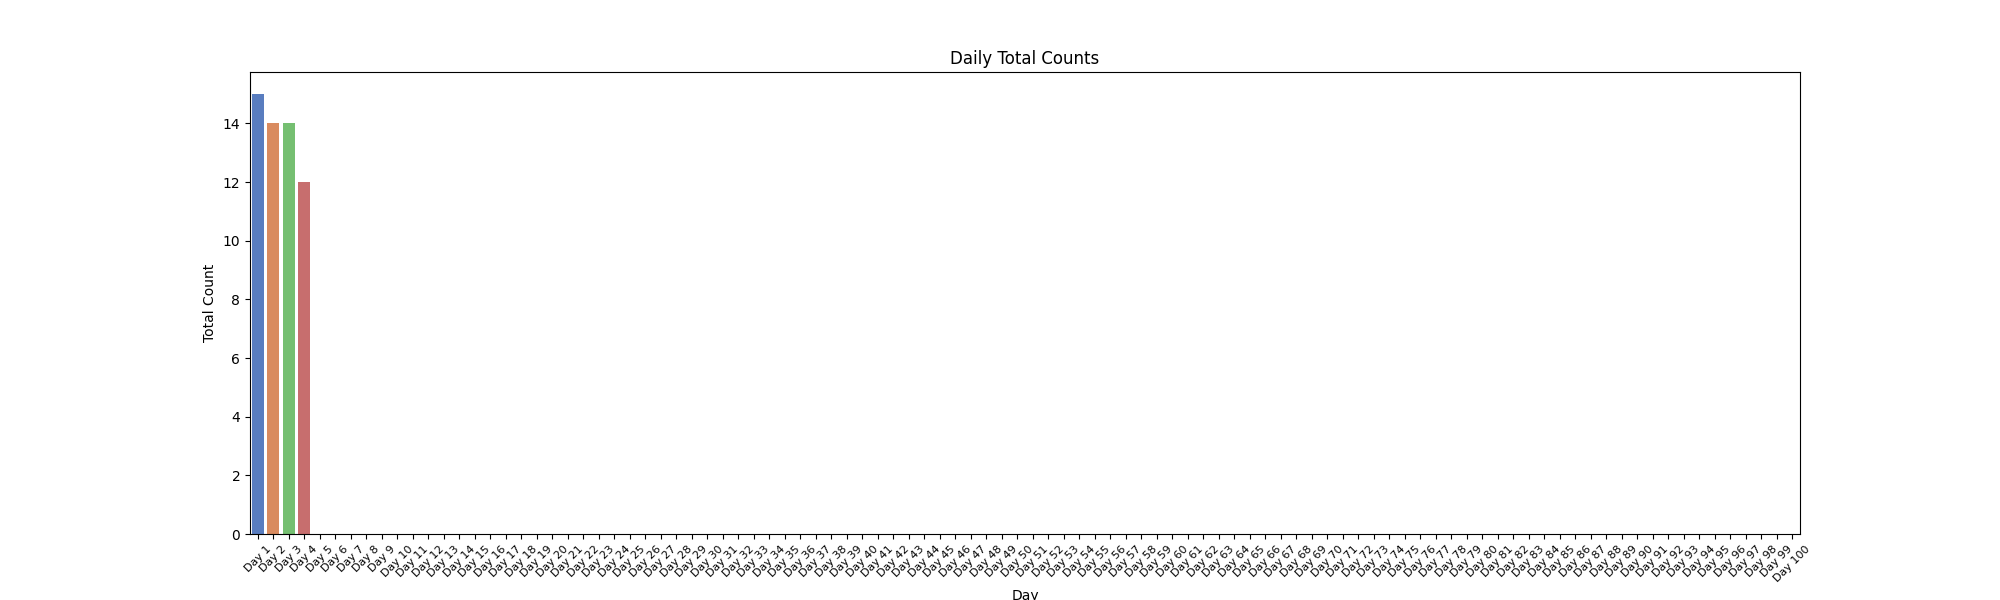 Daily Total Counts
14
12
10
8
6
4
2
0
Total Count
Day 1
Day 2
Day 3
Day 4
Day 5
Day 6
Day 7
Day 8
Day 9
Day 10
Day 11
Day 12
Day 13
Day 14
Day 15
Day 16
Day 17
Day 18
Day 19
Day 20
Day 21
Day 22
Day 23
Day 24
Day 25
Day 26
Day 27
Day 28
Day 29
Day 30
Day 31
Day 32
Day 33
Day 34
Day 35
Day 36
Day 37
Day 38
Day 39
Day 40
Day 41
Day 42
Day 43
Day 44
Day 45
Day 46
Day 47
Day 48
Day 49
Day 50
Day 51
Day 52
Day 53
Day 54
Day 55
Day 56
Day 57
Day 58
Day 59
Day 60
Day 61
Day 62
Day 63
Day 64
Day 65
Day 66
Day 67
Day 68
Day 69
Day 70
Day 71
Day 72
Day 73
Day 74
Day 75
Day 76
Day 77
Day 78
Day 79
Day 80
Day 81
Day 82
Day 83
Day 84
Day 85
Day 86
Day 87
Day 88
Day 89
Day 90
Day 91
Day 92
Day 93
Day 94
Day 95
Day 96
Day 97
Day 98
Day 99
Day 100
Day